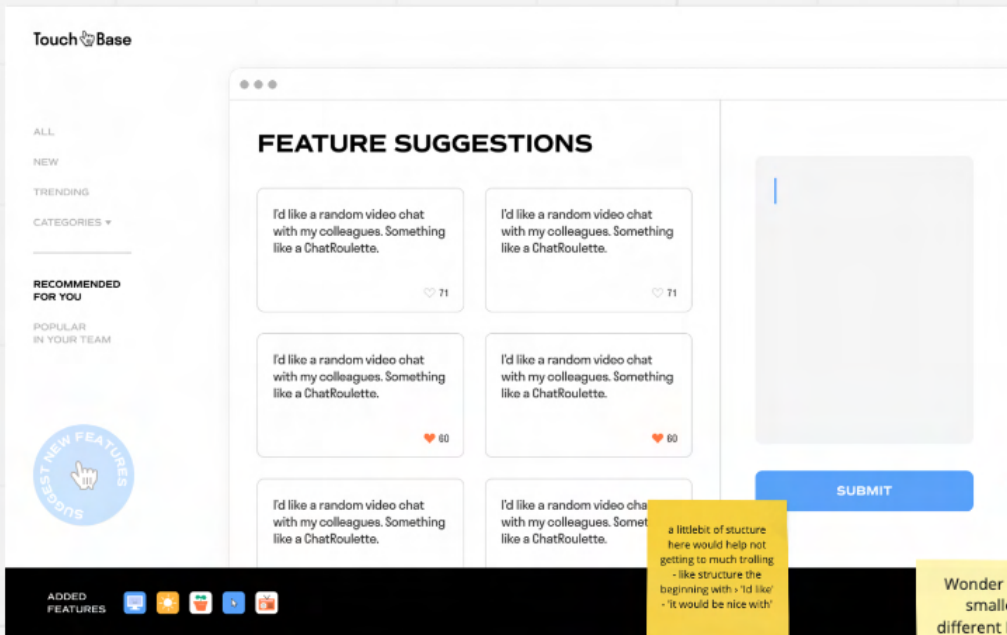 Touch Base
ALL
NEW
TRENDING
CATEGORIES
RECOMMENDED
FOR YOU
POPULAR
IN YOUR TEAM
SUGGEST NEW FEATURES
FEATURE SUGGESTIONS
I'd like a random video chat
with my colleagues. Something
like a ChatRoulette.
71
I'd like a random video chat
with my colleagues. Something
like a ChatRoulette.
71
I'd like a random video chat
with my colleagues. Something
like a ChatRoulette.
60
I'd like a random video chat
with my colleagues. Something
like a ChatRoulette.
60
I'd like a random video chat
with my colleagues. Something
like a ChatRoulette.
I'd like a random video cha
with my colleagues. Somet
like a ChatRoulette.
SUBMIT
a littlebit of stucture
here would help not
getting to much trolling
- like structure the
beginning with > 'Id like'
- 'it would be nice with'
ADDED
FEATURES
Wonder
small
different